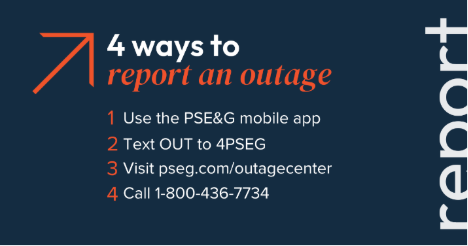 4 ways to
report an outage
1 Use the PSE&G mobile app
2 Text OUT to 4PSEG
3 Visit pseg.com/outagecenter
4 Call 1-800-436-7734
report